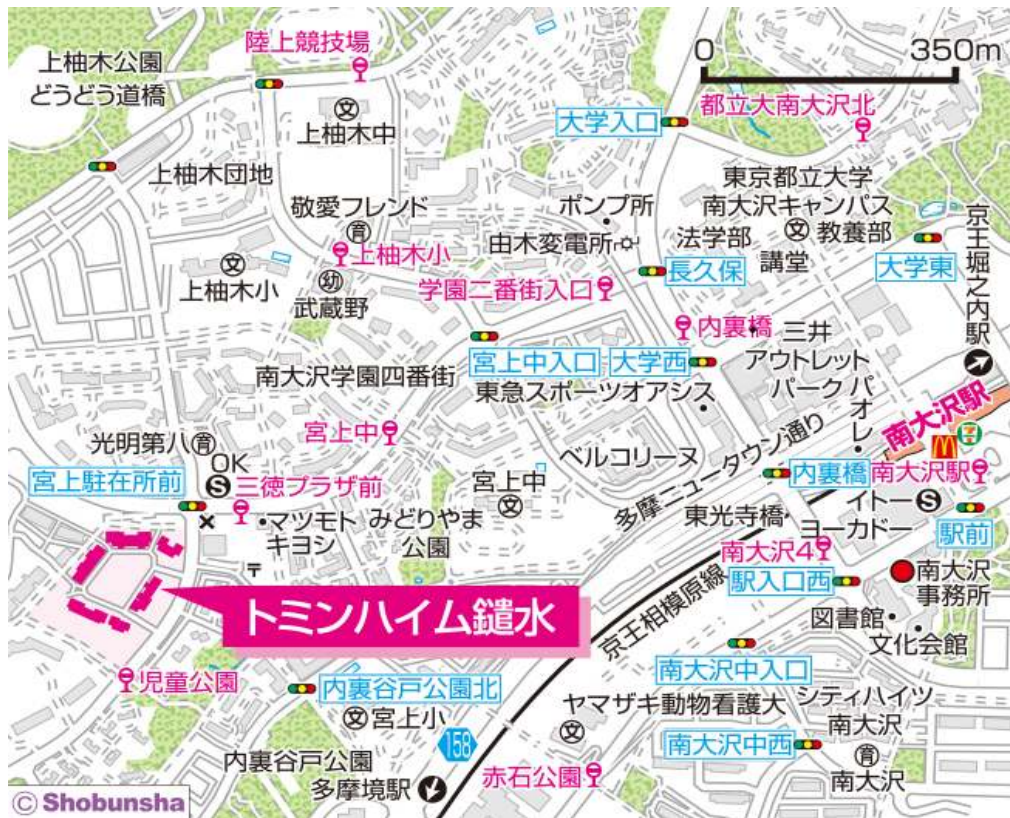 陸上競技場
0 350m
上柚木公園
どうどう道橋
文
上柚木中
大学入口
都立大南大沢北
上柚木団地
東京都立大学
南大沢キャンパス
敬愛フレンド
育
ポンプ所
法学部
文 教養部
講堂
由木変電所
大学東
京王堀之内駅
文
上柚木小
上柚木小
幼
武蔵野
学園二番街入口
長久保
内裏橋
三井
アウトレット
パーク
宮上中入口
大学西
南大沢学園四番街
東急スポーツオアシス
パオレ
南大沢駅
光明第八 育
宮上中
ベルコリーヌ
多摩ニュータウン通り
内裏橋
南大沢駅
M
7
OK
S
三徳プラザ前
宮上駐在所前
宮上中
文
マツモト
キヨシ
みどりやま
公園
東光寺橋
イトー
ヨーカドー
S
駅前
〒
南大沢4
駅入口西
南大沢
事務所
トミンハイム鑓水
京王相模原線
図書館
文化会館
児童公園
内裏谷戸公園北
南大沢中入口
文 宮上小
ヤマザキ動物看護大
文
シティハイツ
南大沢
158
南大沢中西
育
南大沢
内裏谷戸公園
多摩境駅
赤石公園
© Shobunsha